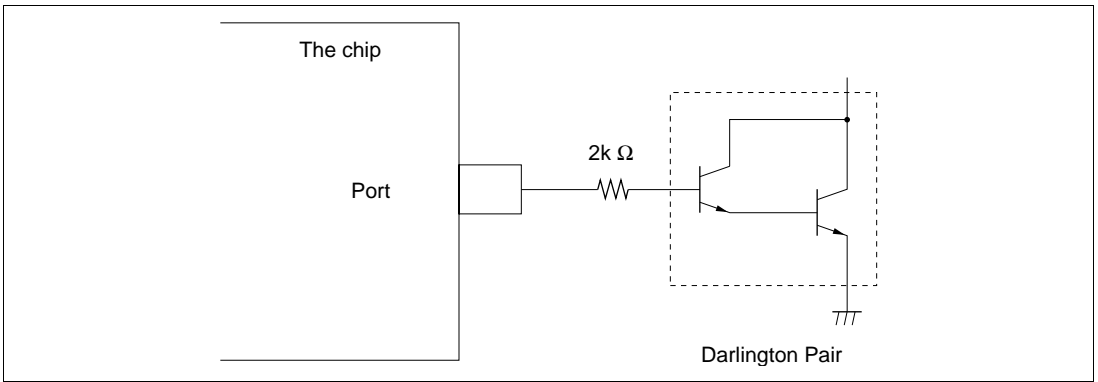 The chip
2k Ω
Port
Darlington Pair